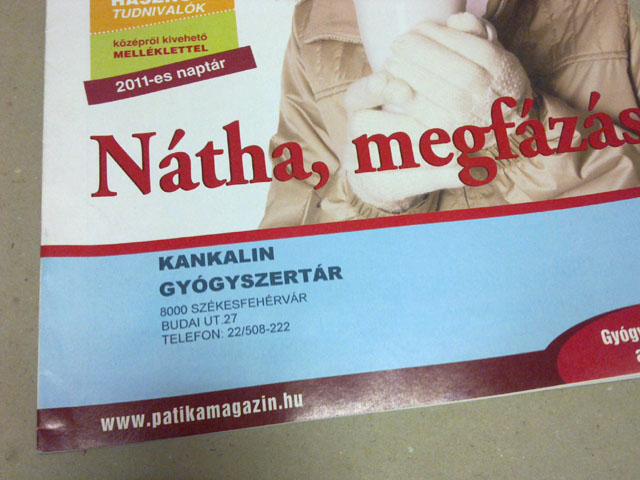 TUDNIVALÓK
középről kivehető
MELLÉKLETTEL
2011-es naptár
Nátha, megfázás
KANKALIN
GYÓGYSZERTÁR
8000 SZÉKESFEHÉRVÁR
BUDAI ÚT.27
TELEFON: 22/508-222
www.patikamagazin.hu